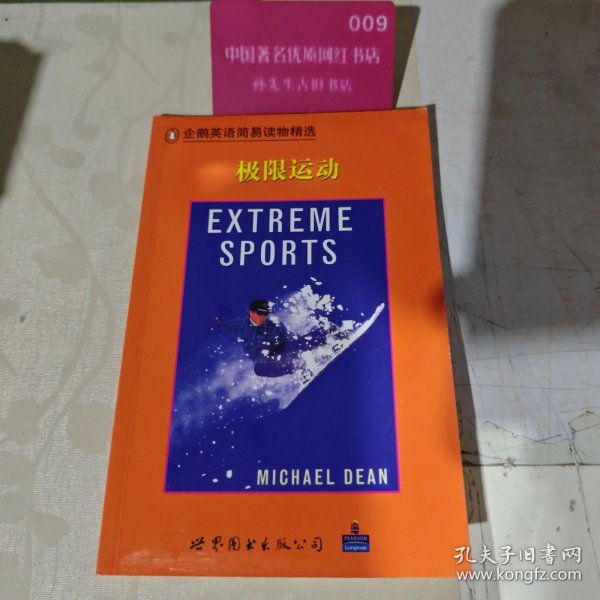 009
中国著名优质网红书店
孙先生古旧书店
企鹅英语简易读物精选
极限运动
EXTREME
SPORTS
MICHAEL DEAN
世界图书出版公司
PEARSON
Longman
孔夫子旧书网
www.kongfz.com